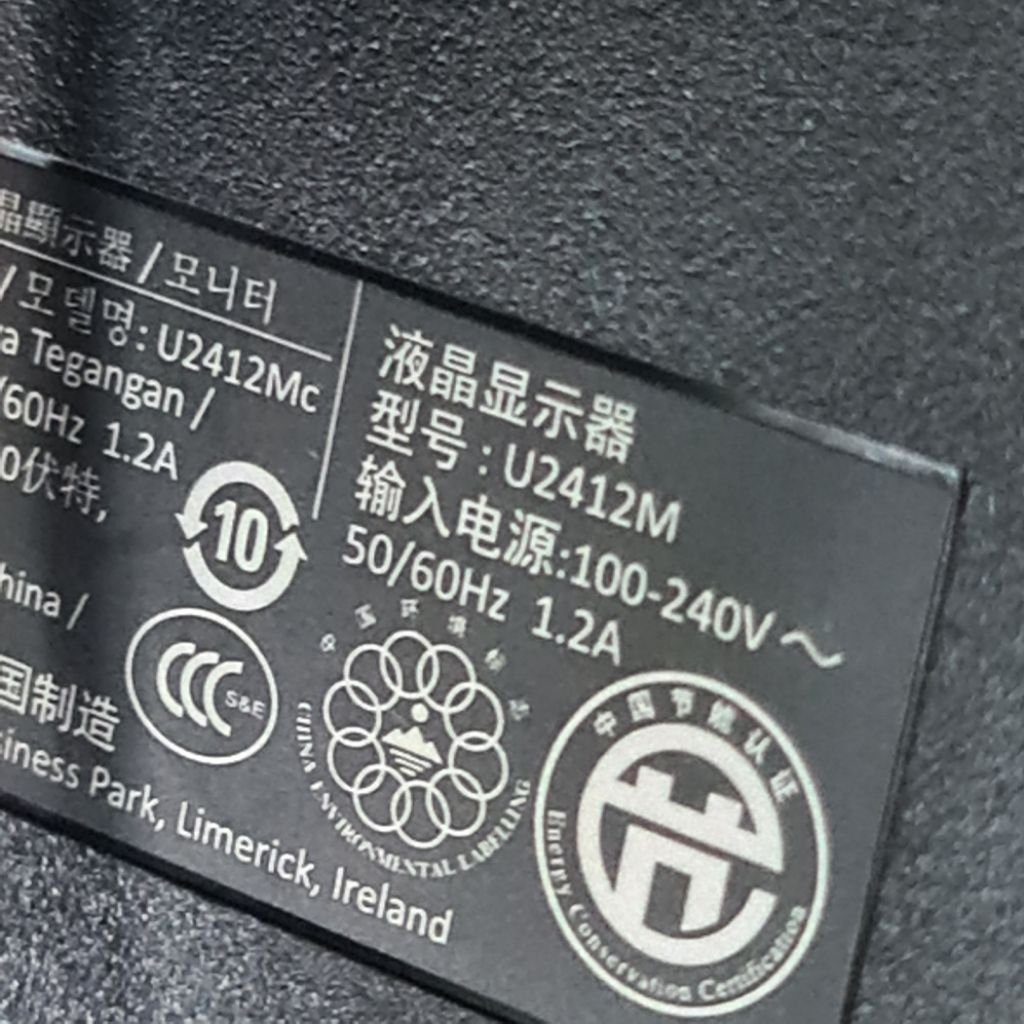 晶顯示器/모니터
/모델명: U2412Mc
a Tegangan /
/60Hz 1.2A
0伏特,
hina /
国制造
iness Park, Limerick, Ireland
10
CCC S&E
液晶显示器
型号: U2412M
输入电源:100-240V～
50/60Hz 1.2A
CHINA ENVIRONMENTAL LABELLING
中国节能认证
Energy Conservation Certification